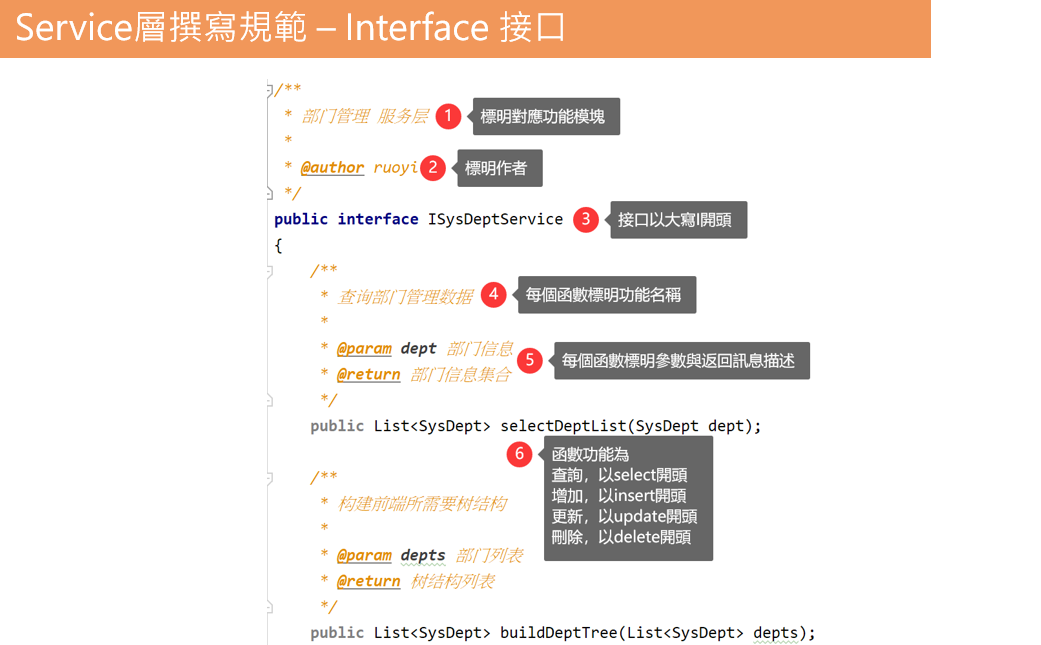 Service層撰寫規範 – Interface 接口
/**
* 部门管理 服务层 1 標明對應功能模塊
*
* @author ruoyi 2 標明作者
*/
public interface ISysDeptService 3 接口以大寫I開頭
{
/**
* 查询部门管理数据 4 每個函數標明功能名稱
*
* @param dept 部门信息
5 每個函數標明參數與返回訊息描述
* @return 部门信息集合
*/
public List<SysDept> selectDeptList(SysDept dept);
6 函數功能為
查詢，以select開頭
增加，以insert開頭
更新，以update開頭
刪除，以delete開頭
/**
* 构建前端所需要树结构
*
* @param depts 部门列表
* @return 树结构列表
*/
public List<SysDept> buildDeptTree(List<SysDept> depts);